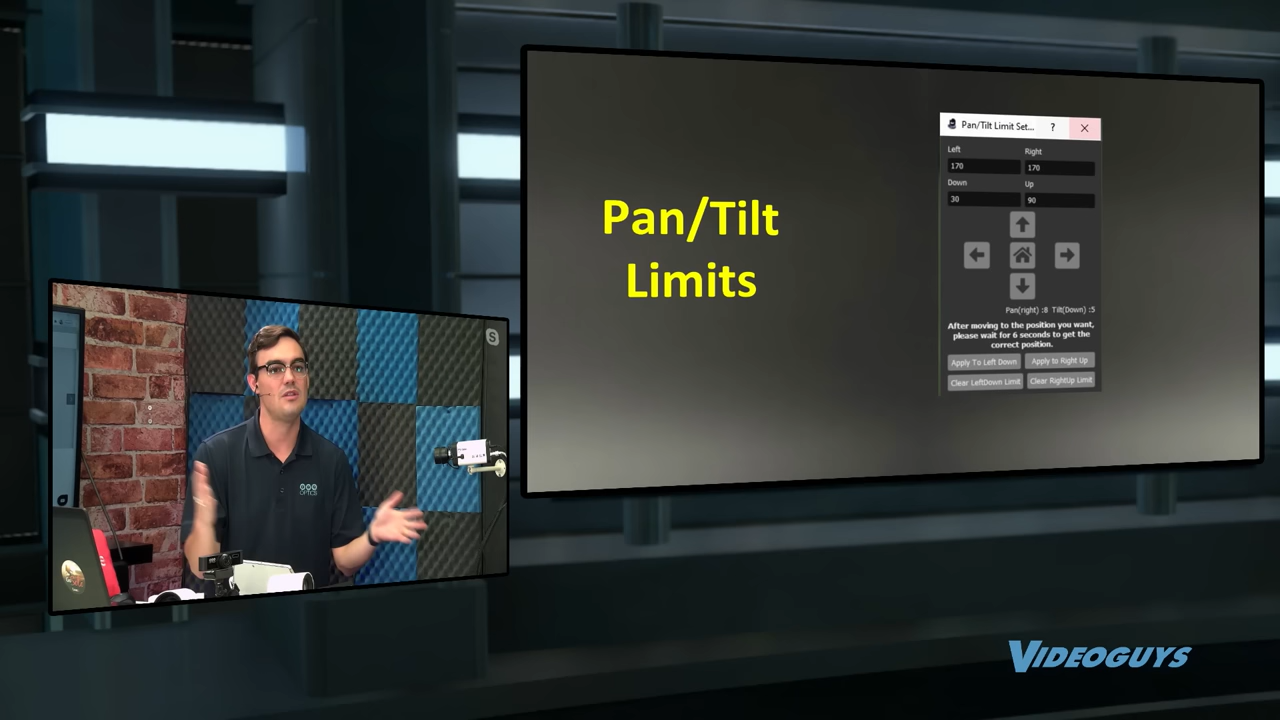 Pan/Tilt
Limits
Pan/Tilt Limit Set... ?
Left Right
170 170
Down Up
30 90
Pan(right) :8 Tilt(Down) :5
After moving to the position you want,
please wait for 6 seconds to get the
correct position.
Apply To Left Down Apply to Right Up
Clear LeftDown Limit Clear RightUp Limit
S
OPTICS
VIDEOGUYS